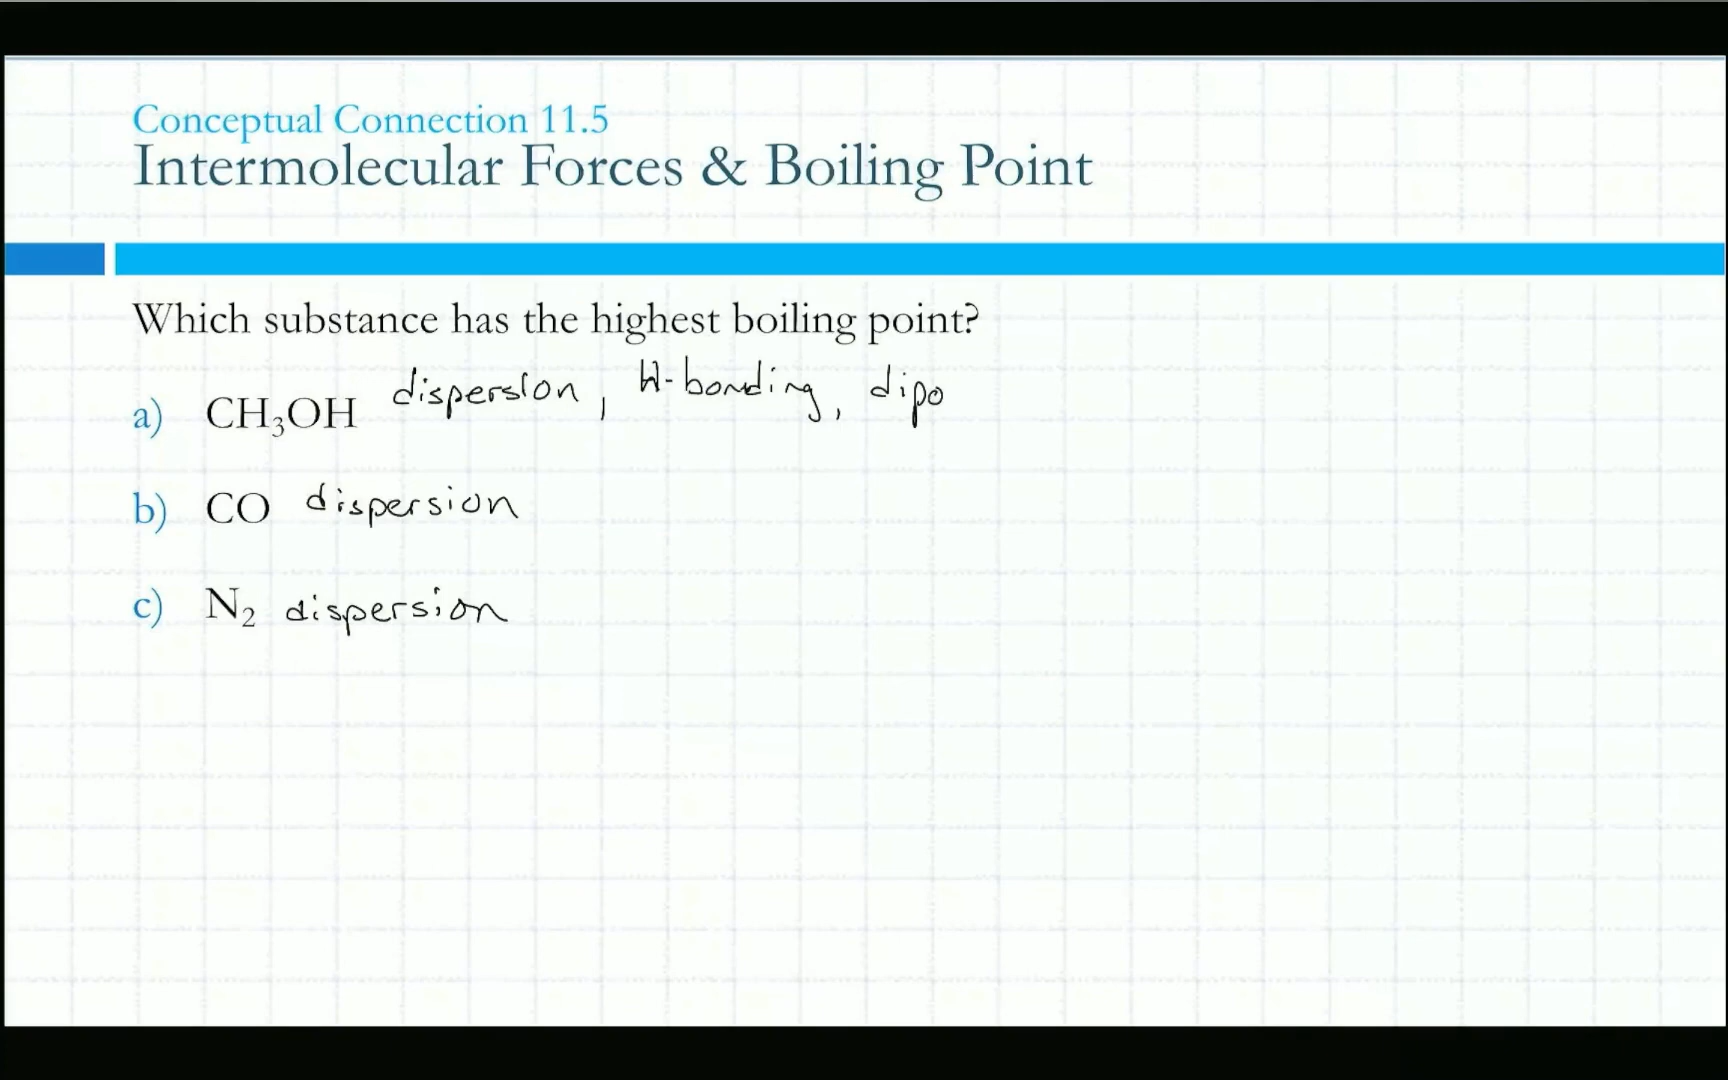 Conceptual Connection 11.5
Intermolecular Forces & Boiling Point
Which substance has the highest boiling point?
a) CH₃OH dispersion, H-bonding, dipo
b) CO dispersion
c) N₂ dispersion